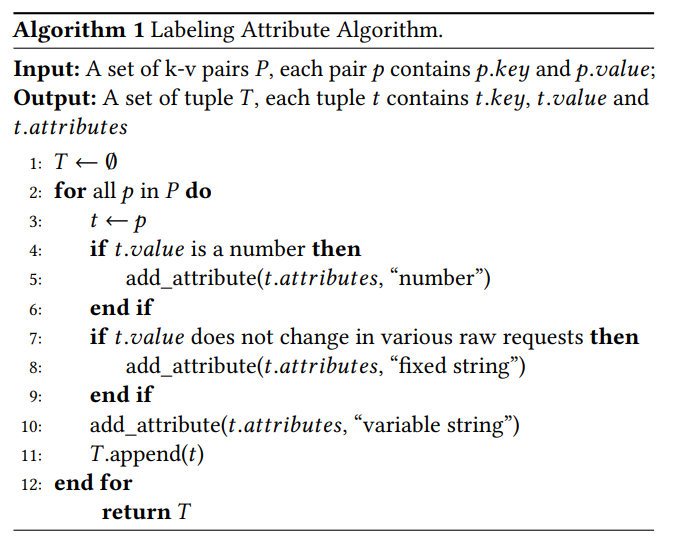 Algorithm 1 Labeling Attribute Algorithm.
Input: A set of k-v pairs P, each pair p contains p.key and p.value;
Output: A set of tuple T, each tuple t contains t.key, t.value and
t.attributes
1: T ← ∅
2: for all p in P do
3: t ← p
4: if t.value is a number then
5: add_attribute(t.attributes, “number”)
6: end if
7: if t.value does not change in various raw requests then
8: add_attribute(t.attributes, “fixed string”)
9: end if
10: add_attribute(t.attributes, “variable string”)
11: T.append(t)
12: end for
return T